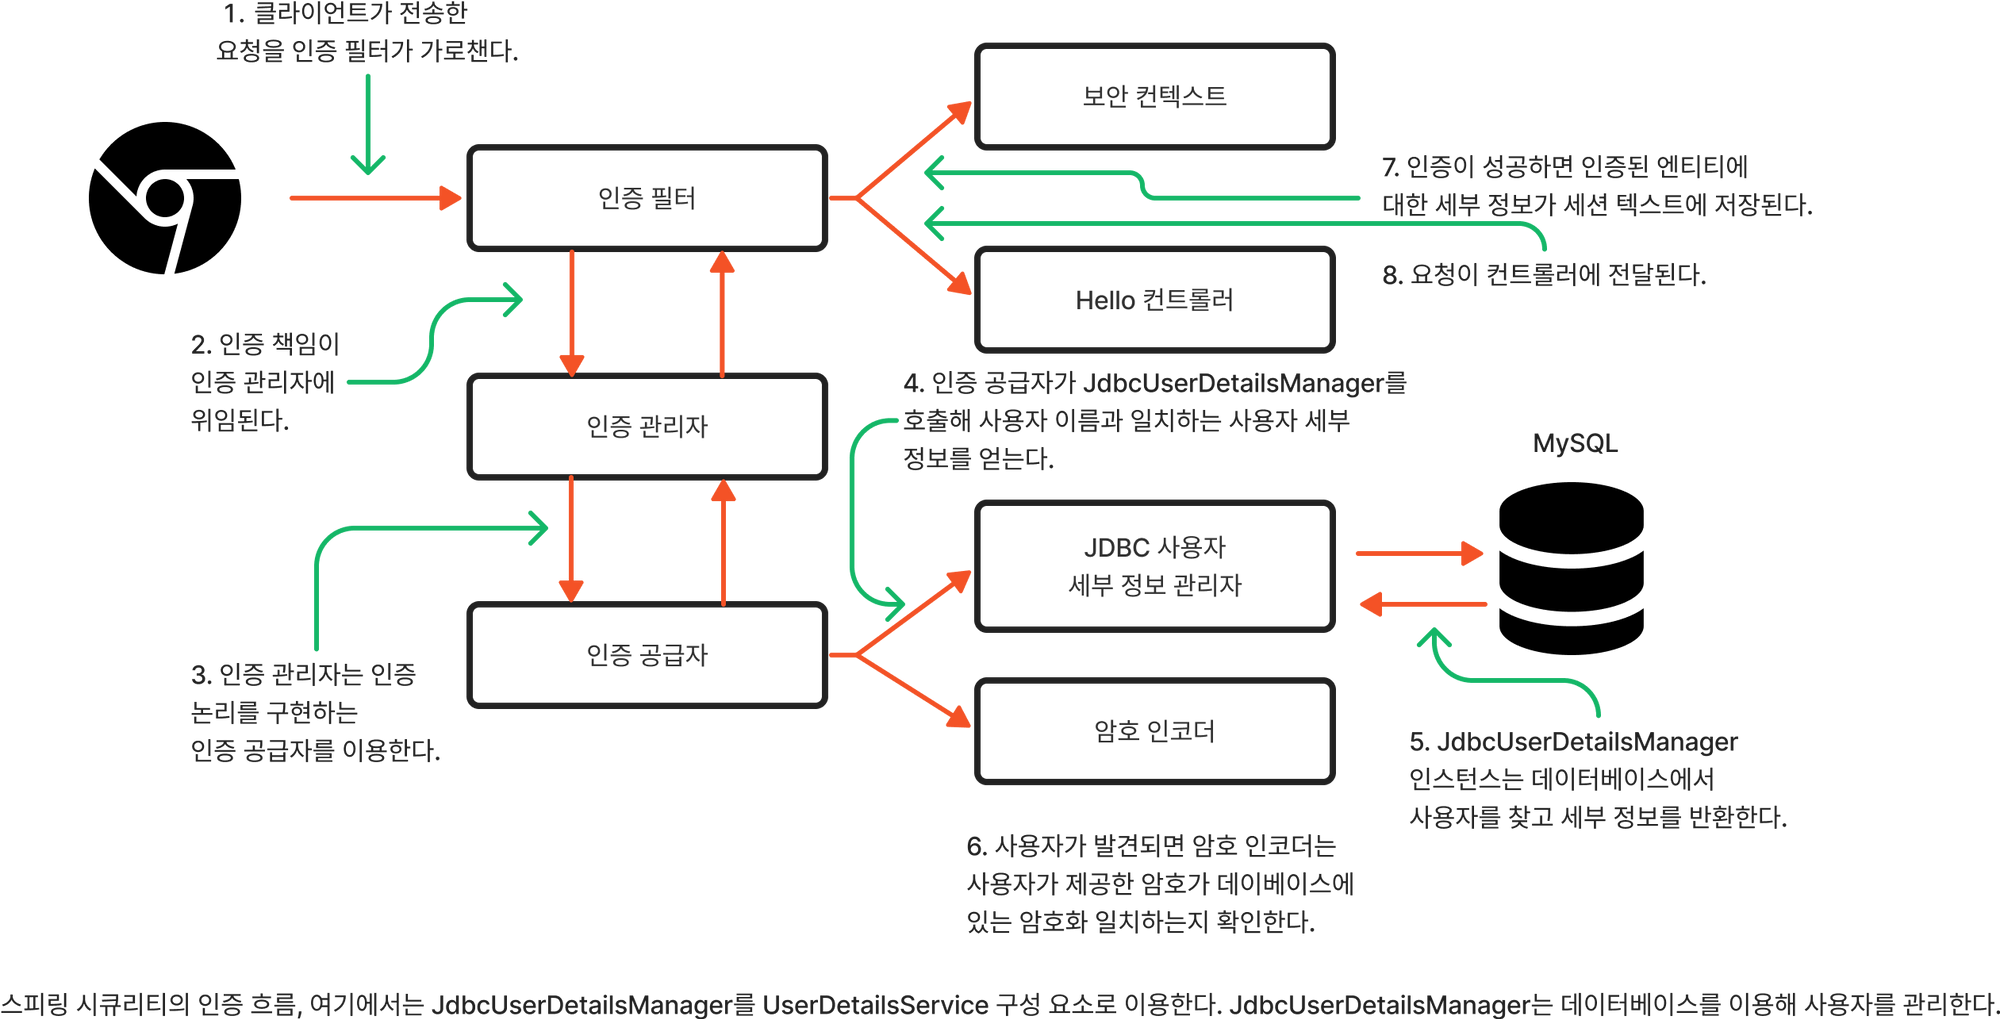 1. 클라이언트가 전송한
요청을 인증 필터가 가로챈다.
보안 컨텍스트
인증 필터
7. 인증이 성공하면 인증된 엔티티에
대한 세부 정보가 세션 텍스트에 저장된다.
8. 요청이 컨트롤러에 전달된다.
Hello 컨트롤러
2. 인증 책임이
인증 관리자에
위임된다.
인증 관리자
4. 인증 공급자가 JdbcUserDetailsManager를
호출해 사용자 이름과 일치하는 사용자 세부
정보를 얻는다.
MySQL
JDBC 사용자
세부 정보 관리자
인증 공급자
3. 인증 관리자는 인증
논리를 구현하는
인증 공급자를 이용한다.
암호 인코더
5. JdbcUserDetailsManager
인스턴스는 데이터베이스에서
사용자를 찾고 세부 정보를 반환한다.
6. 사용자가 발견되면 암호 인코더는
사용자가 제공한 암호가 데이베이스에
있는 암호화 일치하는지 확인한다.
스피링 시큐리티의 인증 흐름, 여기에서는 JdbcUserDetailsManager를 UserDetailsService 구성 요소로 이용한다. JdbcUserDetailsManager는 데이터베이스를 이용해 사용자를 관리한다.